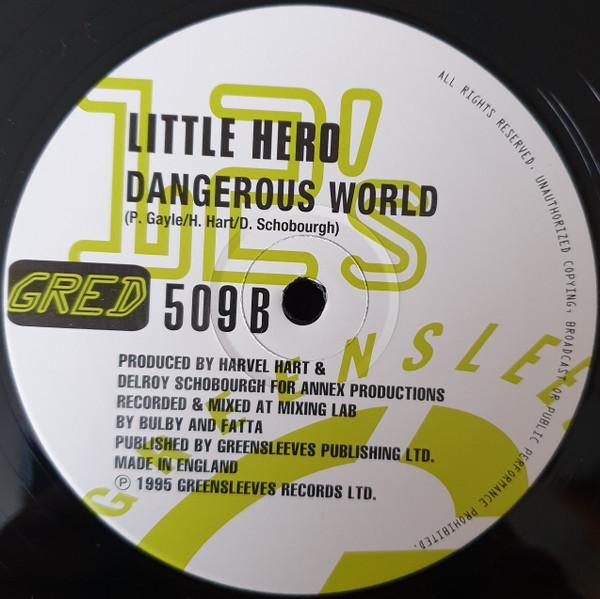 12's
LITTLE HERO
DANGEROUS WORLD
(P. Gayle/H. Hart/D. Schobourgh)
GRED 509 B
PRODUCED BY HARVEL HART &
DELROY SCHOBOURGH FOR ANNEX PRODUCTIONS
RECORDED & MIXED AT MIXING LAB
BY BULBY AND FATTA
PUBLISHED BY GREENSLEEVES PUBLISHING LTD.
MADE IN ENGLAND
Ⓟ 1995 GREENSLEEVES RECORDS LTD.
ALL RIGHTS RESERVED. UNAUTHORIZED COPYING, BROADCAST OR PUBLIC PERFORMANCE PROHIBITED.